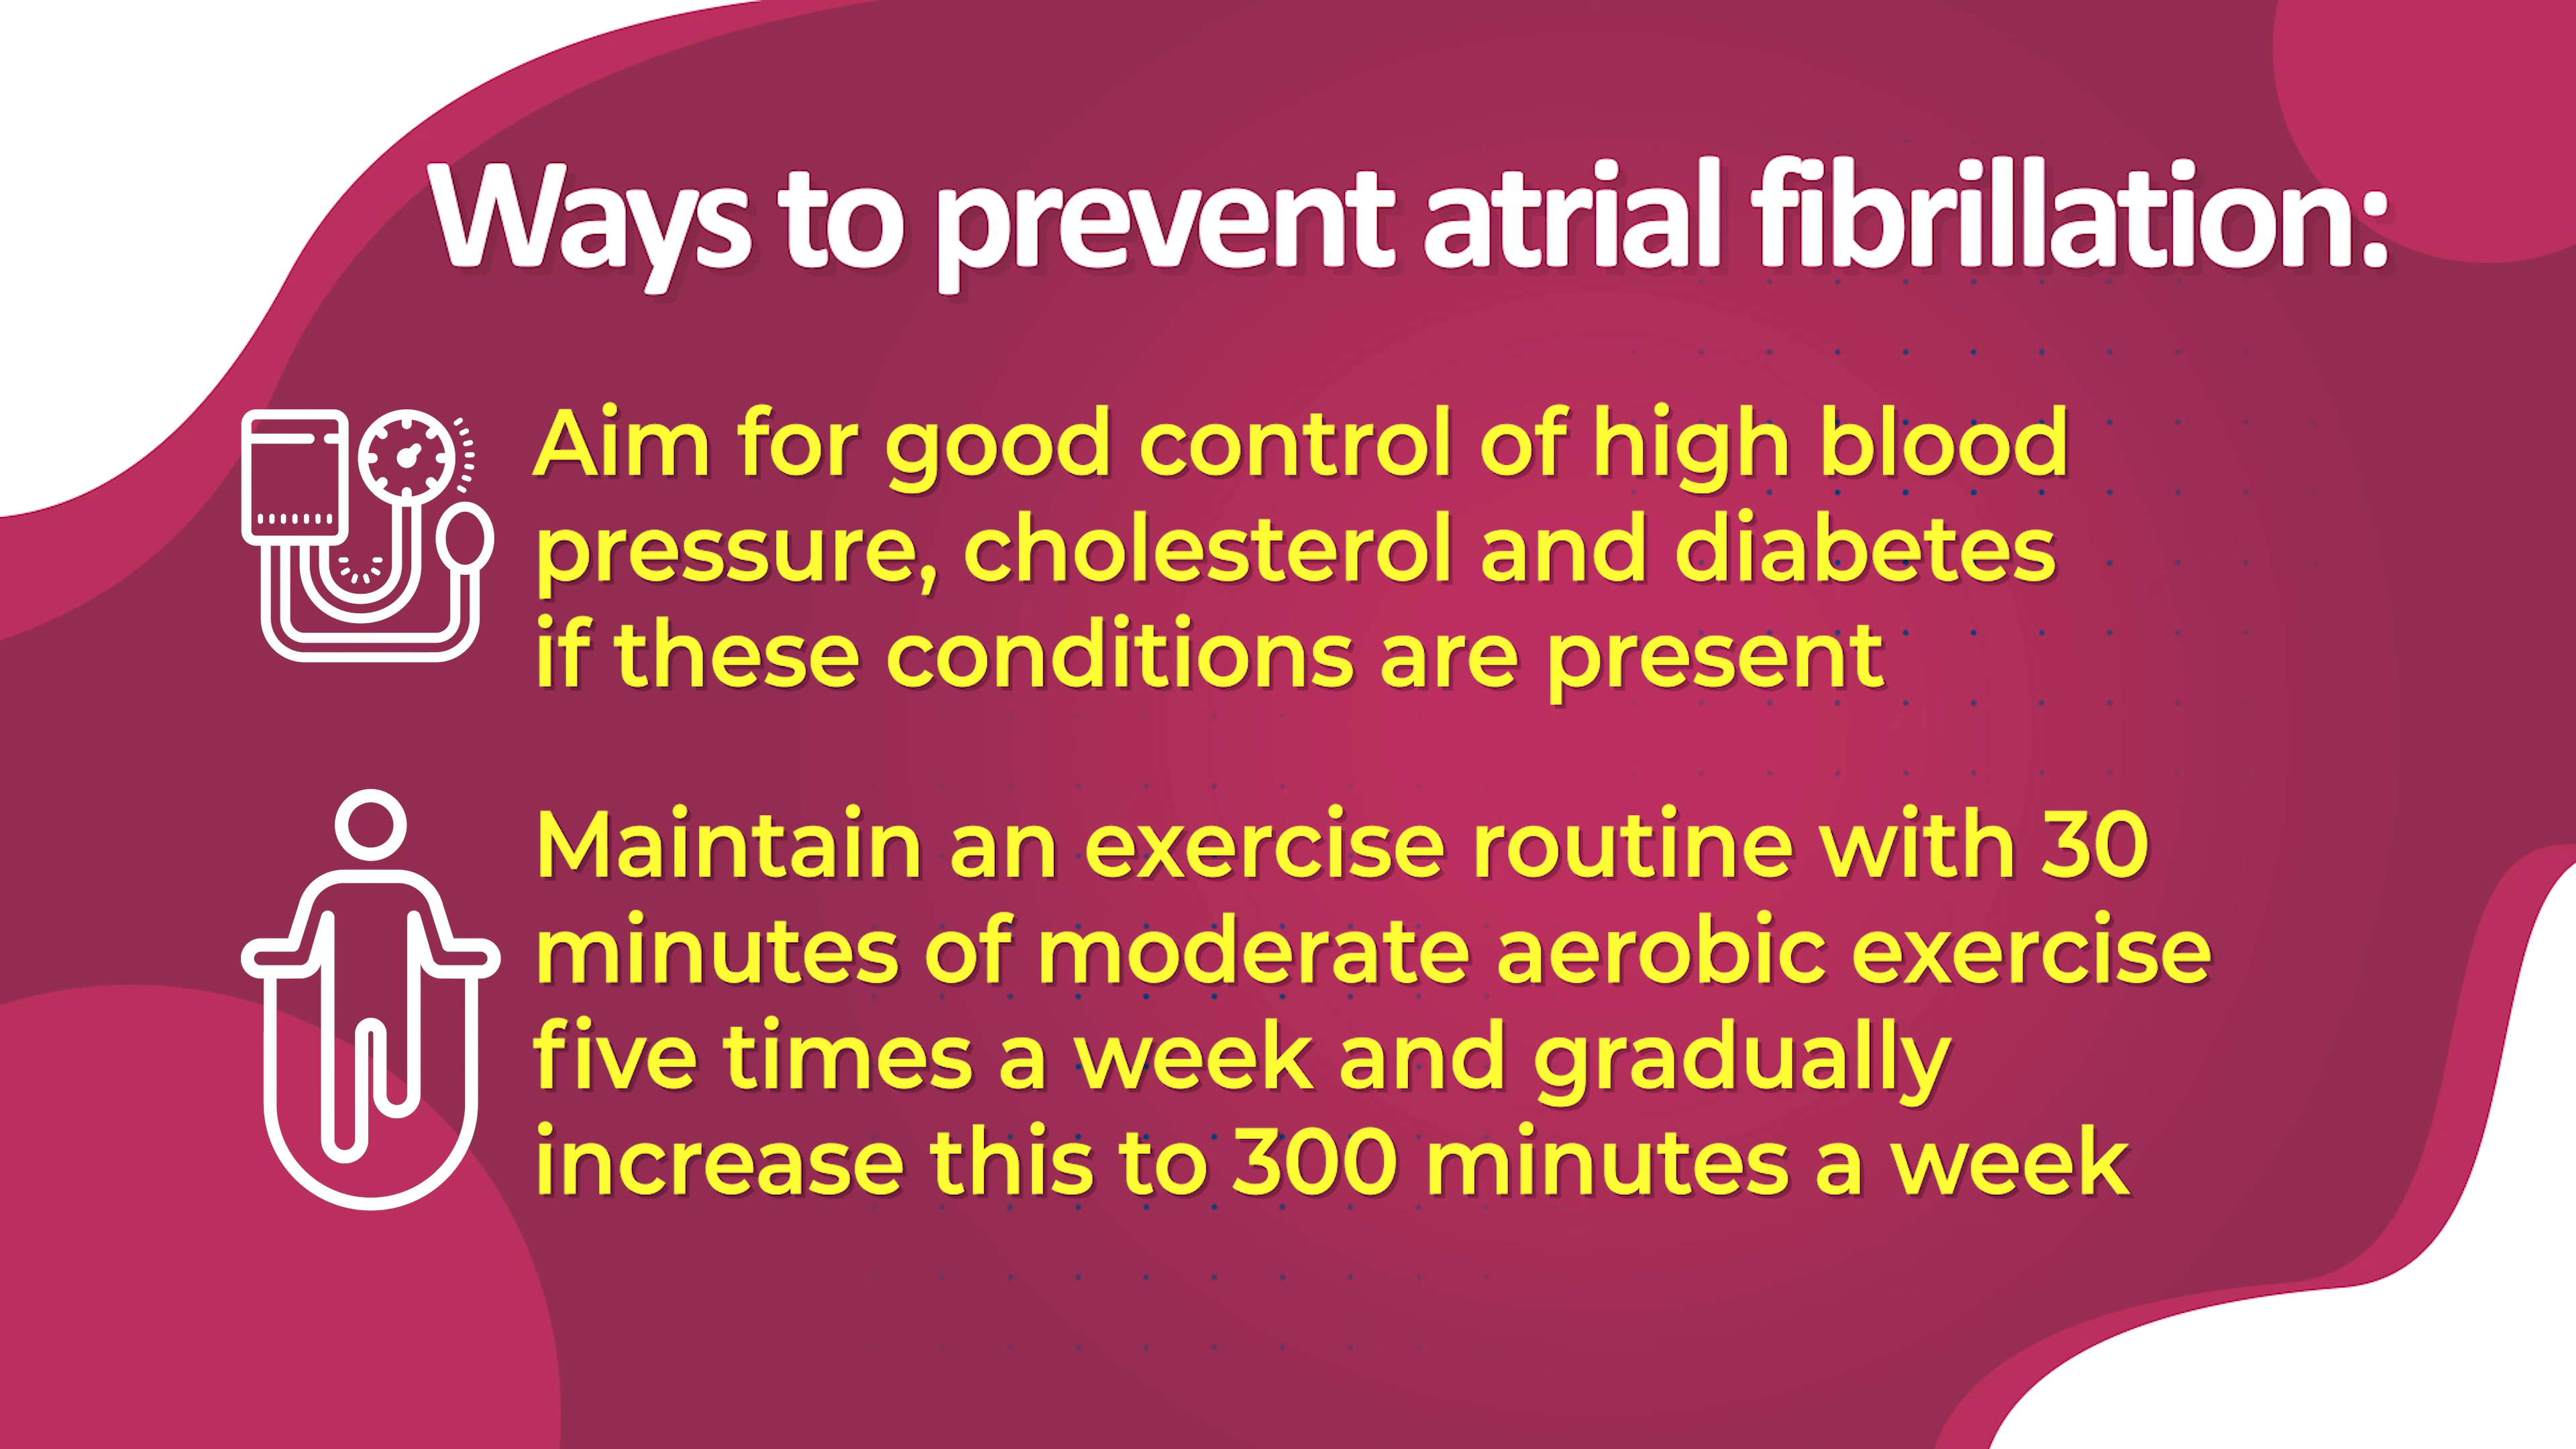 Ways to prevent atrial fibrillation:
Aim for good control of high blood
pressure, cholesterol and diabetes
if these conditions are present
Maintain an exercise routine with 30
minutes of moderate aerobic exercise
five times a week and gradually
increase this to 300 minutes a week